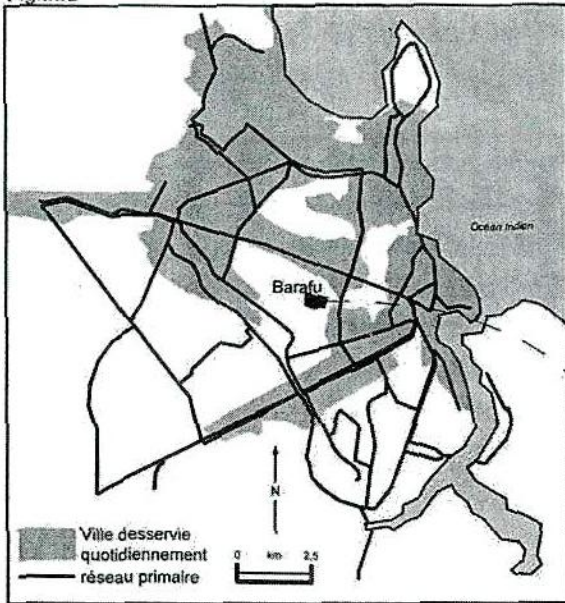 Océan Indien
Barafu
N
Ville desservie
quotidiennement
réseau primaire
0 km 2,5